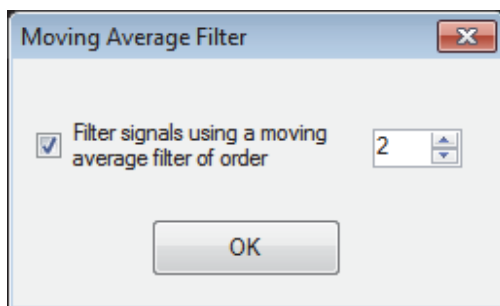 Moving Average Filter
Filter signals using a moving
average filter of order
2
OK